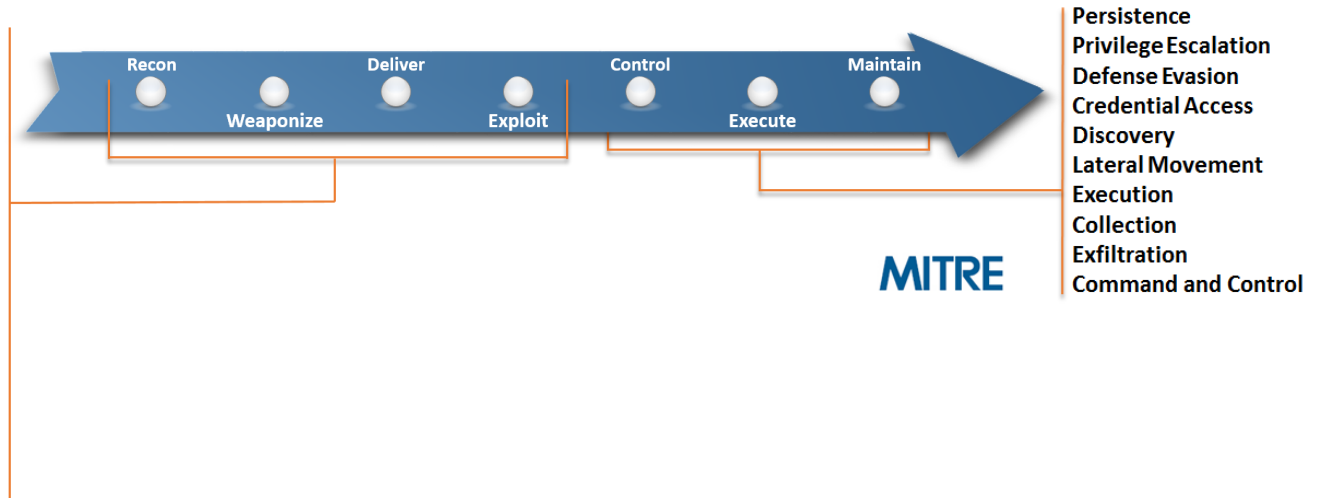 Recon
Weaponize
Deliver
Exploit
Control
Execute
Maintain
Persistence
Privilege Escalation
Defense Evasion
Credential Access
Discovery
Lateral Movement
Execution
Collection
Exfiltration
Command and Control
MITRE